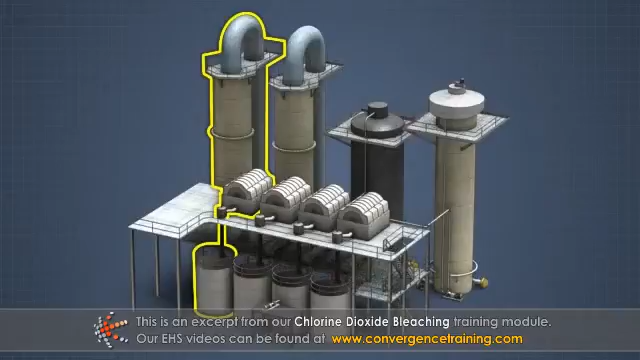 This is an excerpt from our Chlorine Dioxide Bleaching training module.
Our EHS videos can be found at www.convergencetraining.com